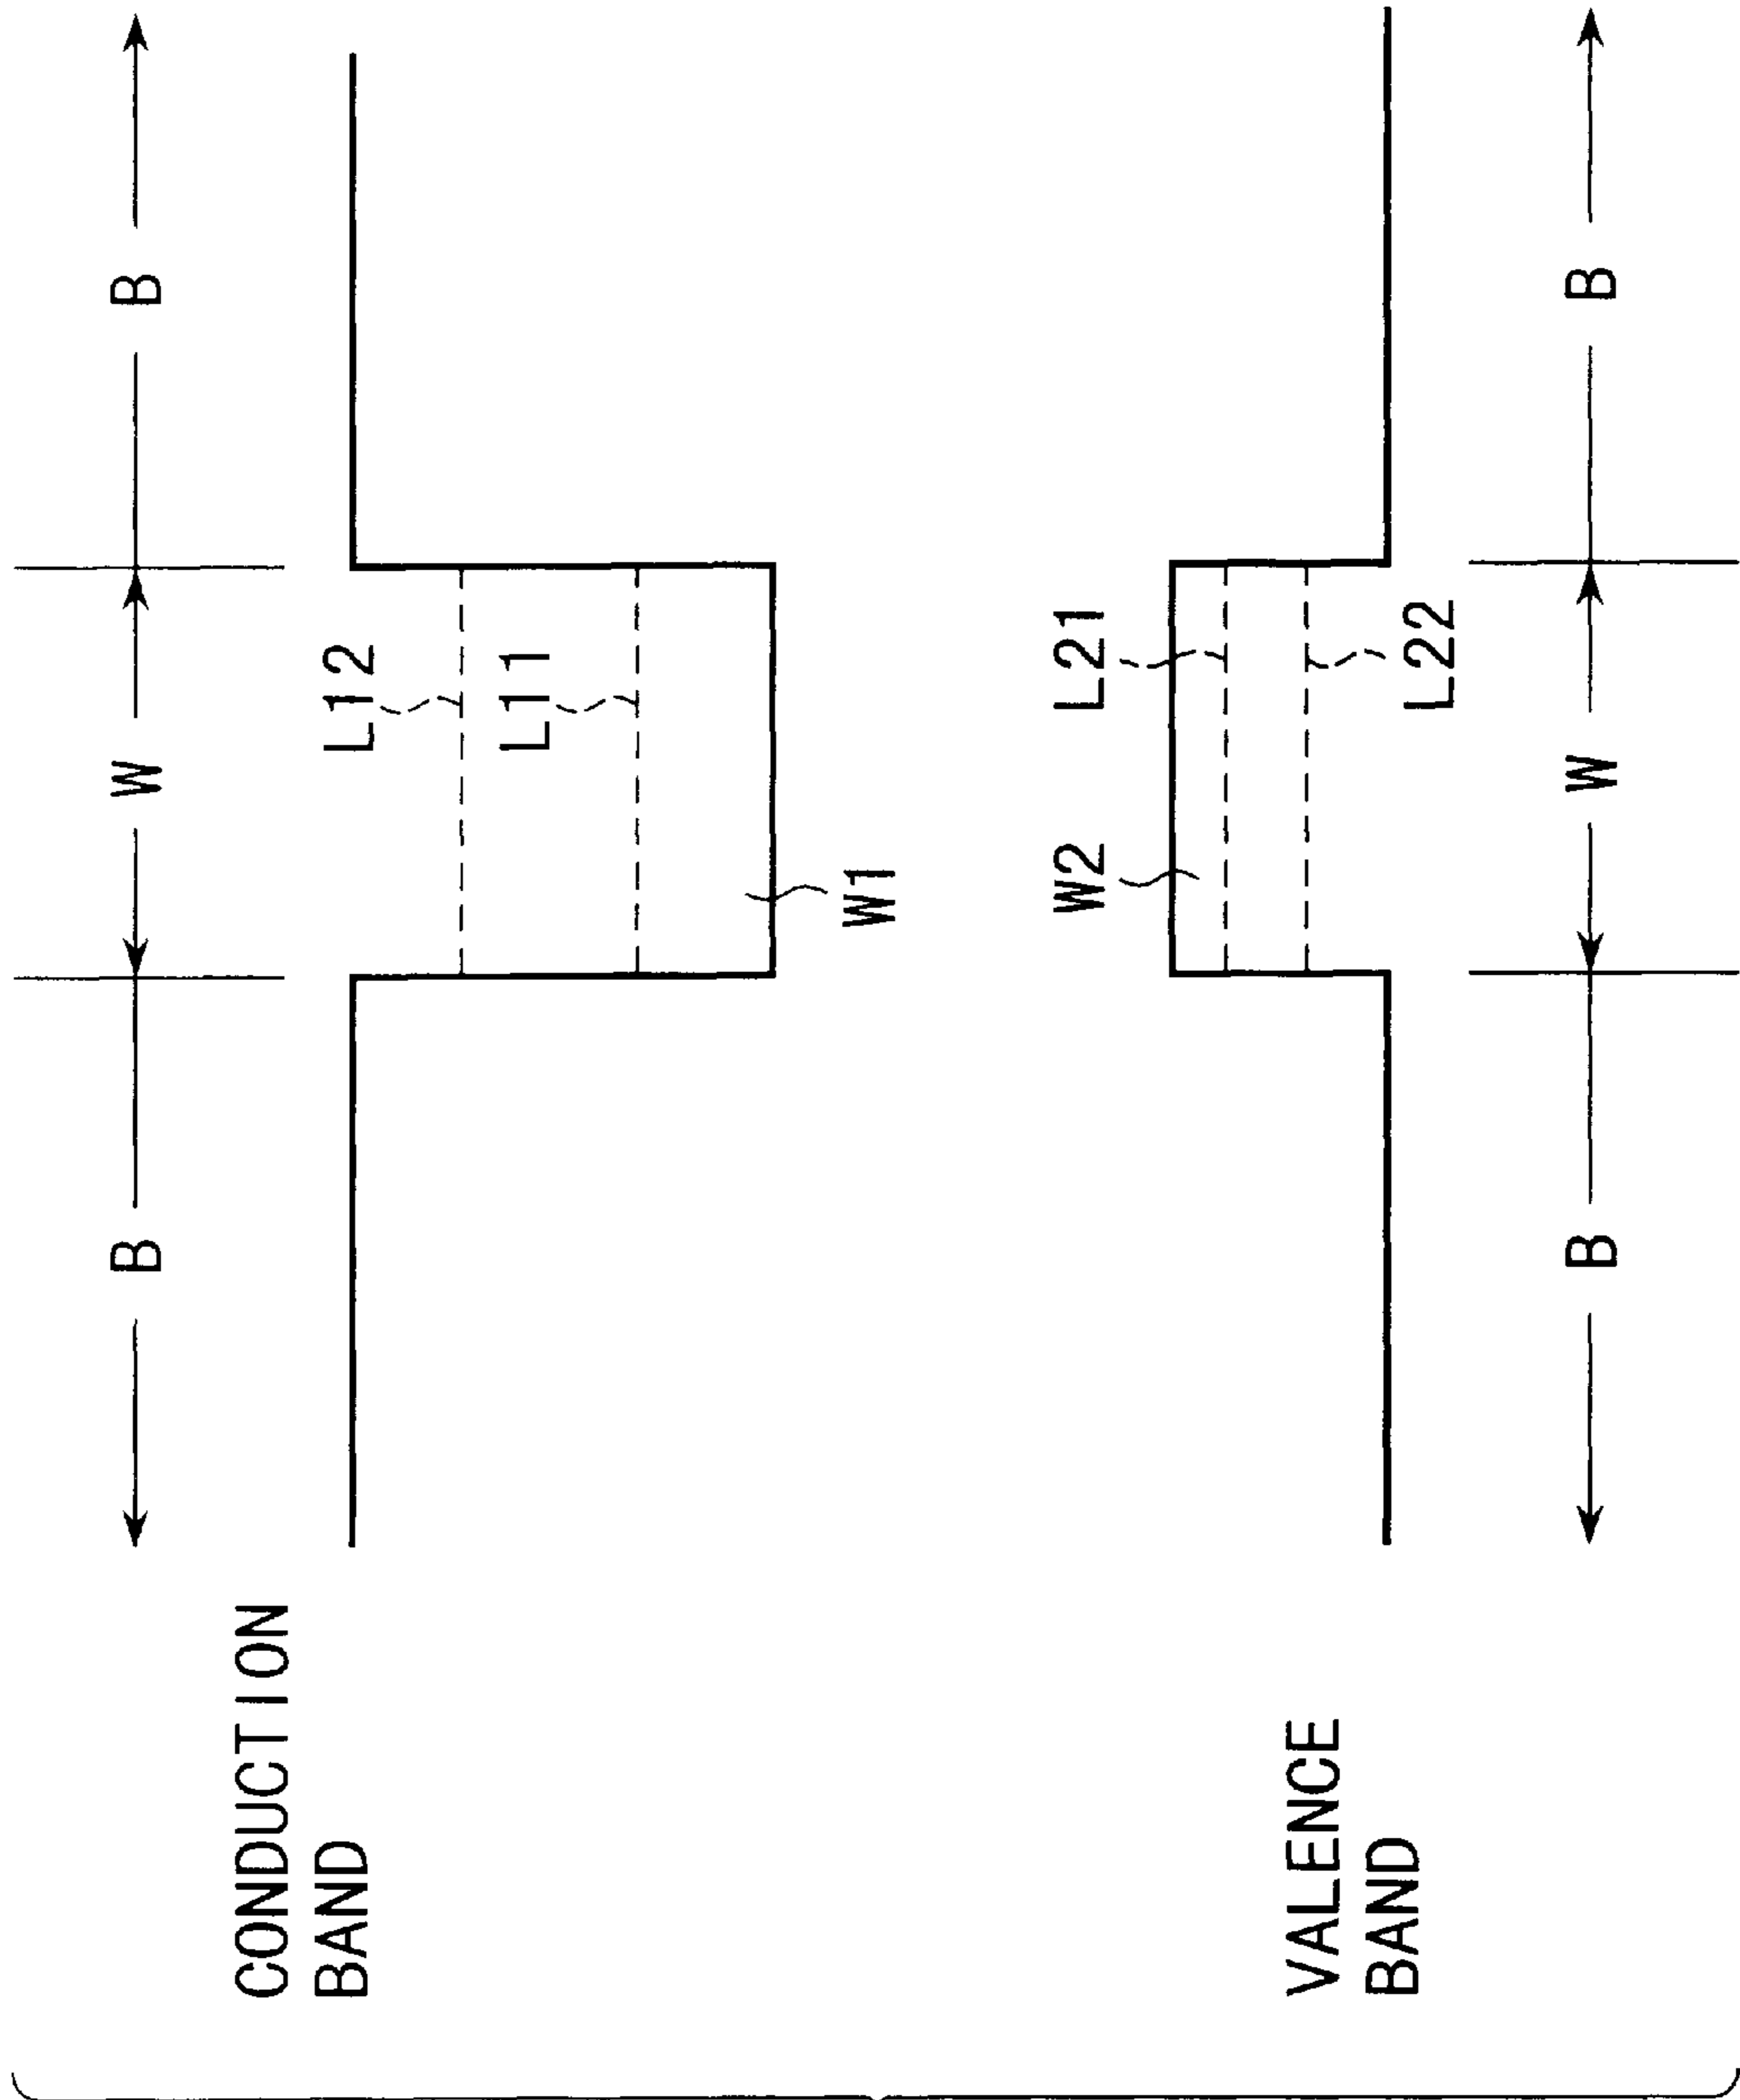 B W B
CONDUCTION
BAND
L12
L11
W1
W2 L21
VALENCE
BAND
L22
B W B